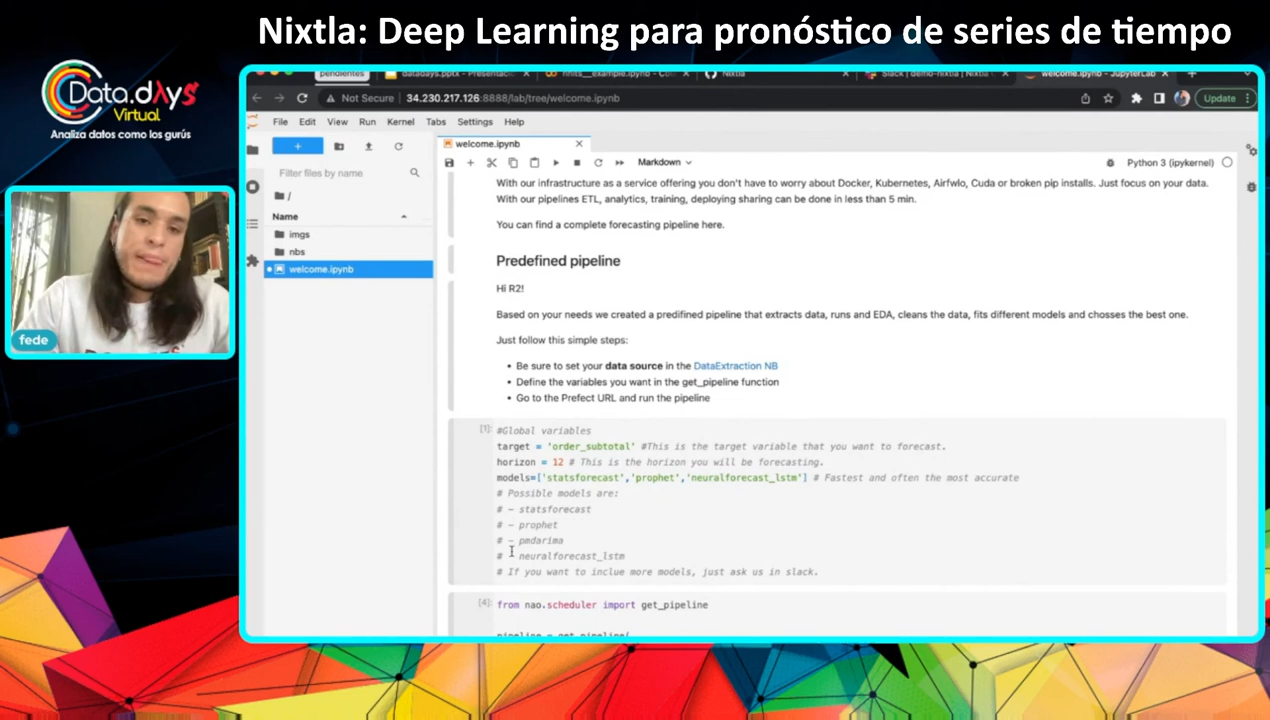 Nixtla: Deep Learning para pronóstico de series de tiempo
Data.dAys
Virtual
Analiza datos como los gurús
fede
pendientes
datadays.pptx - Presentació
nhits_example.ipynb - Co
Nixtla
Slack | demo-nixtla | Nixtla
welcome.ipynb - JupyterLab
Not Secure 34.230.217.126:8888/lab/tree/welcome.ipynb
Update
File Edit View Run Kernel Tabs Settings Help
Filter files by name
/
Name
imgs
nbs
welcome.ipynb
welcome.ipynb
Markdown
Python 3 (ipykernel)
With our infrastructure as a service offering you don't have to worry about Docker, Kubernetes, Airfwlo, Cuda or broken pip installs. Just focus on your data.
With our pipelines ETL, analytics, training, deploying sharing can be done in less than 5 min.
You can find a complete forecasting pipeline here.
Predefined pipeline
Hi R2!
Based on your needs we created a predifined pipeline that extracts data, runs and EDA, cleans the data, fits different models and chosses the best one.
Just follow this simple steps:
• Be sure to set your data source in the DataExtraction NB
• Define the variables you want in the get_pipeline function
• Go to the Prefect URL and run the pipeline
[1]: #Global variables
target = 'order_subtotal' #This is the target variable that you want to forecast.
horizon = 12 # This is the horizon you will be forecasting.
models=['statsforecast','prophet','neuralforecast_lstm'] # Fastest and often the most accurate
# Possible models are:
# - statsforecast
# - prophet
# - pmdarima
# neuralforecast_lstm
# If you want to inclue more models, just ask us in slack.
[4]: from nao.scheduler import get_pipeline
pipeline = get_pipeline(